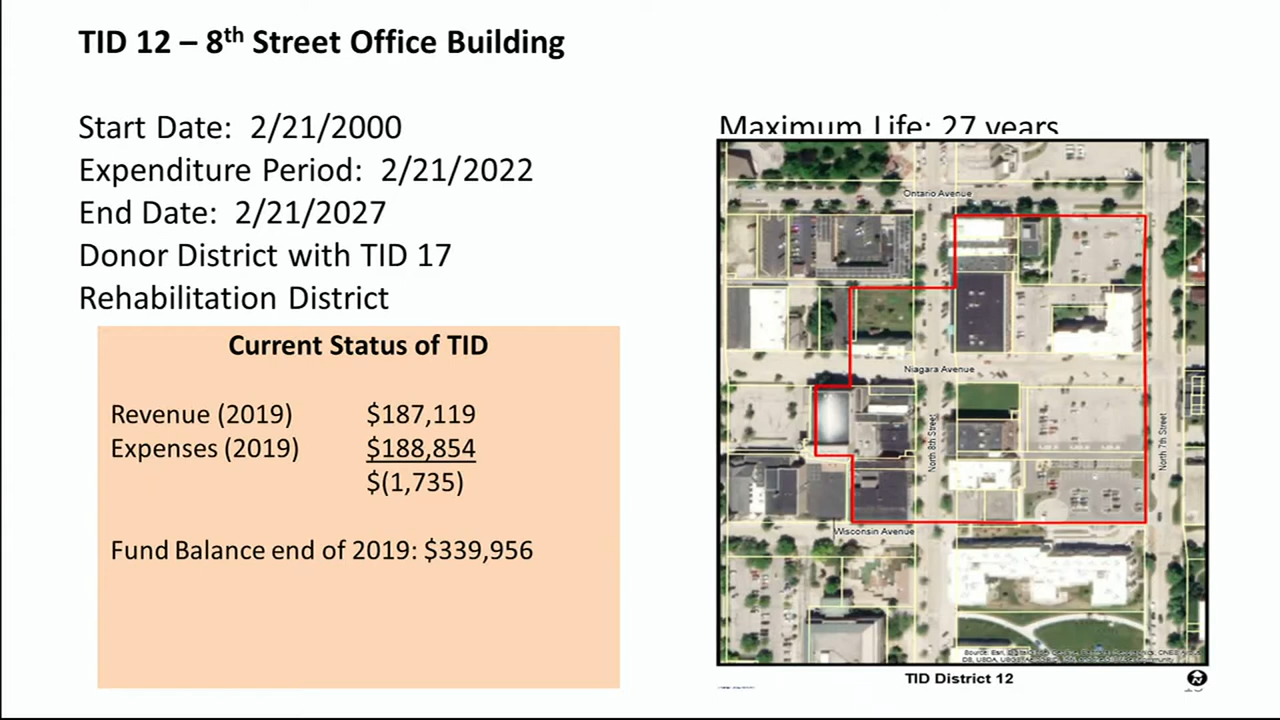 TID 12 – 8th Street Office Building
Start Date: 2/21/2000
Maximum Life: 27 years
Expenditure Period: 2/21/2022
End Date: 2/21/2027
Donor District with TID 17
Rehabilitation District
Current Status of TID
Revenue (2019) $187,119
Expenses (2019) $188,854
$(1,735)
Fund Balance end of 2019: $339,956
Ontario Avenue
Niagara Avenue
North 8th Street
North 7th Street
Wisconsin Avenue
TID District 12